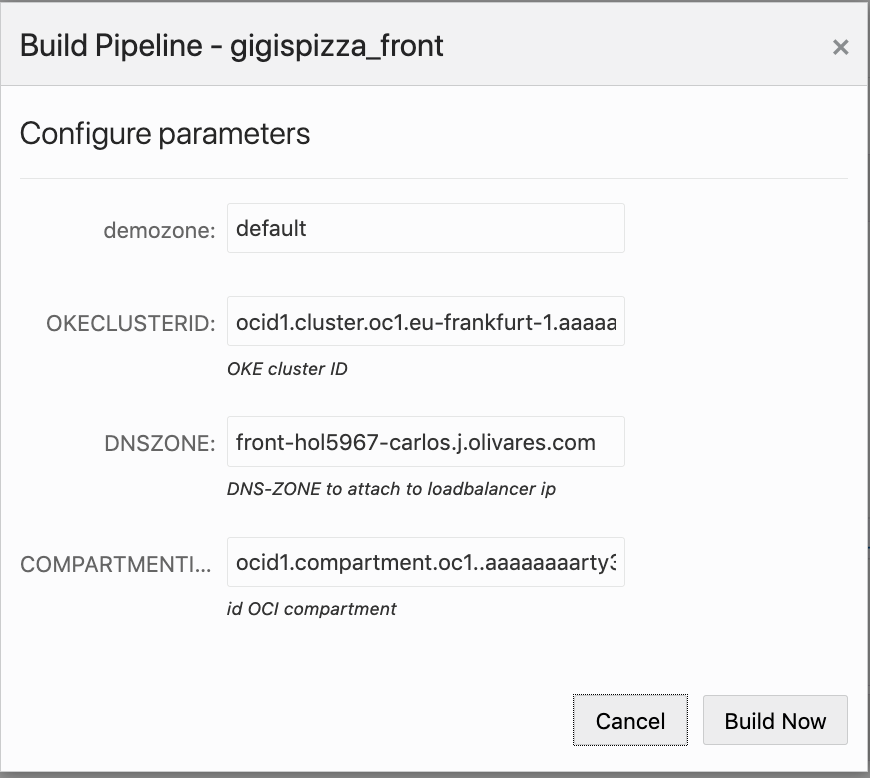 Build Pipeline - gigispizza_front
×
Configure parameters
demozone: default
OKECLUSTERID: ocid1.cluster.oc1.eu-frankfurt-1.aaaaa
OKE cluster ID
DNSZONE: front-hol5967-carlos.j.olivares.com
DNS-ZONE to attach to loadbalancer ip
COMPARTMENTI... ocid1.compartment.oc1..aaaaaaaarty3
id OCI compartment
Cancel Build Now